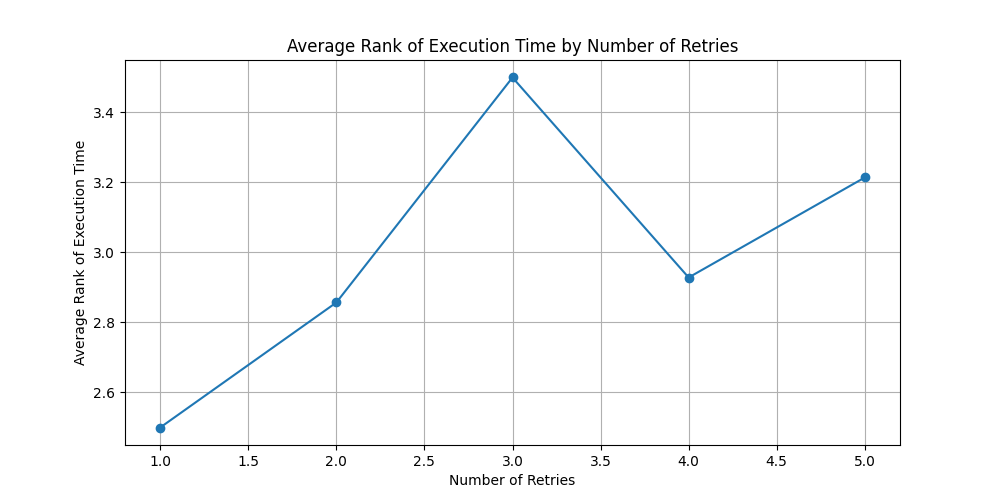 Average Rank of Execution Time by Number of Retries
Average Rank of Execution Time
3.4
3.2
3.0
2.8
2.6
1.0 1.5 2.0 2.5 3.0 3.5 4.0 4.5 5.0
Number of Retries